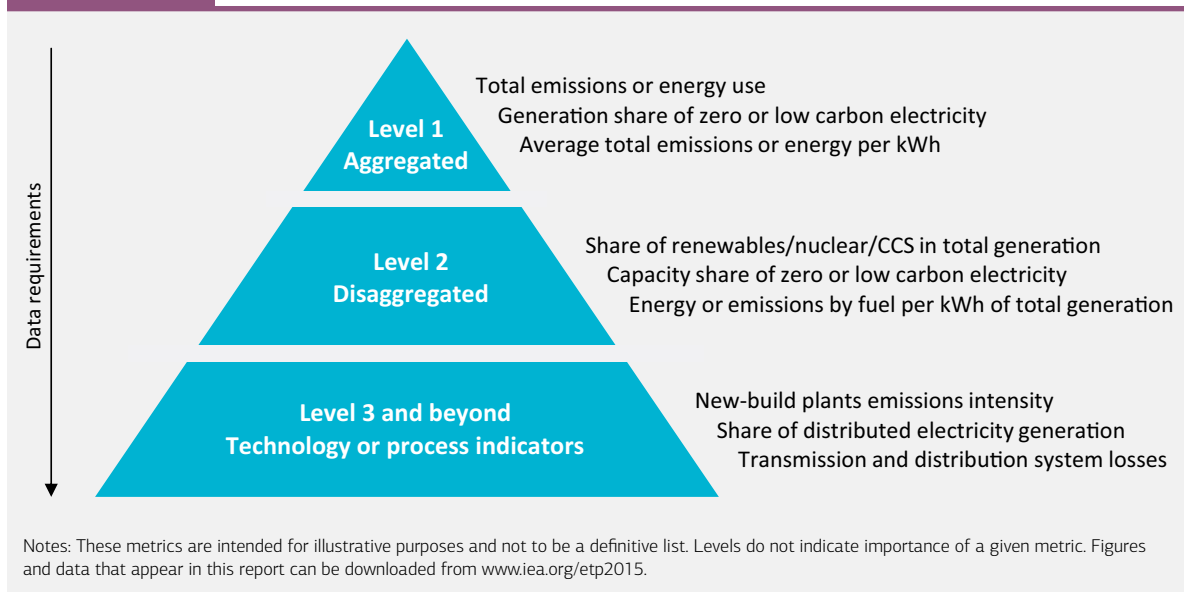 Data requirements
Level 1
Aggregated
Total emissions or energy use
Generation share of zero or low carbon electricity
Average total emissions or energy per kWh
Level 2
Disaggregated
Share of renewables/nuclear/CCS in total generation
Capacity share of zero or low carbon electricity
Energy or emissions by fuel per kWh of total generation
Level 3 and beyond
Technology or process indicators
New-build plants emissions intensity
Share of distributed electricity generation
Transmission and distribution system losses
Notes: These metrics are intended for illustrative purposes and not to be a definitive list. Levels do not indicate importance of a given metric. Figures
and data that appear in this report can be downloaded from www.iea.org/etp2015.